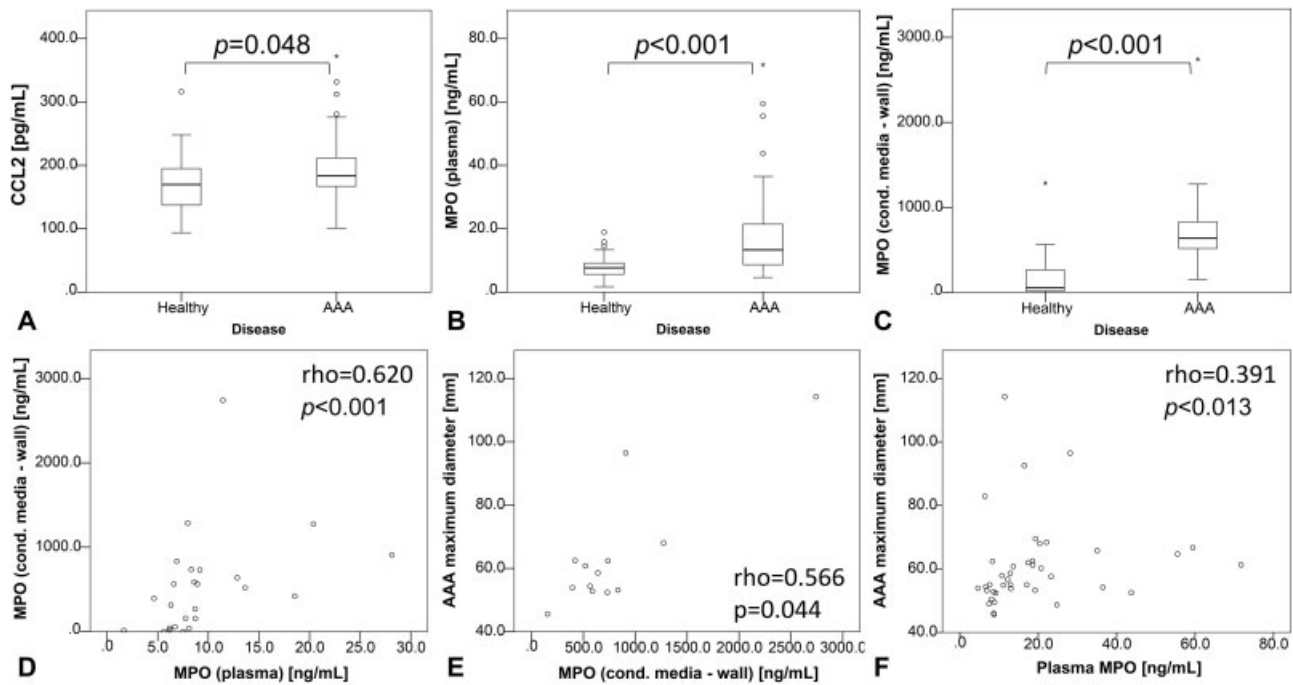 CCL2 [pg/mL]
400.0
300.0
200.0
100.0
.0
p=0.048
*
Healthy
AAA
Disease
A
MPO (plasma) [ng/mL]
80.0
60.0
40.0
20.0
.0
p<0.001
*
Healthy
AAA
Disease
B
MPO (cond. media - wall) [ng/mL]
3000.0
2000.0
1000.0
.0
p<0.001
*
*
Healthy
AAA
Disease
C
MPO (cond. media - wall) [ng/mL]
3000.0
2000.0
1000.0
.0
rho=0.620
p<0.001
.00 5.0 10.0 15.0 20.0 25.0 30.0
MPO (plasma) [ng/mL]
D
AAA maximum diameter [mm]
120.0
100.0
80.0
60.0
40.0
rho=0.566
p=0.044
.0 500.0 1000.0 1500.0 2000.0 2500.0 3000.0
MPO (cond. media - wall) [ng/mL]
E
AAA maximum diameter [mm]
120.0
100.0
80.0
60.0
40.0
rho=0.391
p<0.013
.0 20.0 40.0 60.0 80.0
Plasma MPO [ng/mL]
F